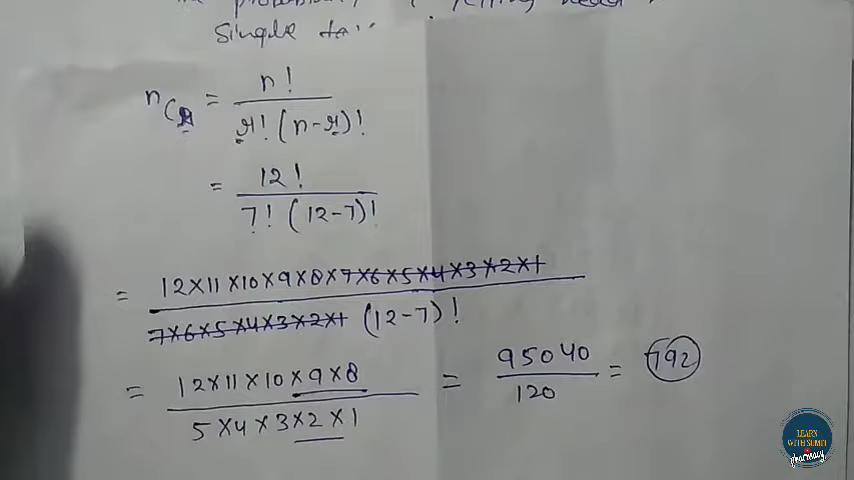 single
nCr = n! / r! (n-r)!
= 12! / 7! (12-7)!
= 12×11×10×9×8×7×6×5×4×3×2×1 / 7×6×5×4×3×2×1 (12-7)!
= 12×11×10×9×8 / 5×4×3×2×1 = 95040 / 120 = 792
LEARN
WITH SUMIT
pharmacy